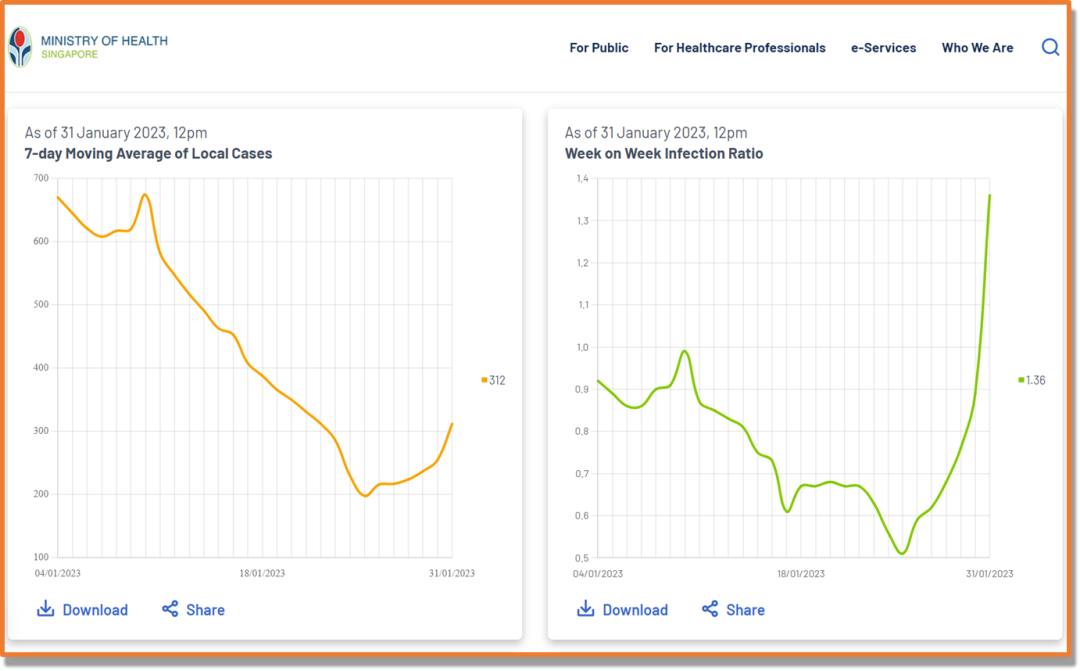 MINISTRY OF HEALTH
SINGAPORE
For Public For Healthcare Professionals e-Services Who We Are
As of 31 January 2023, 12pm
7-day Moving Average of Local Cases
700
600
500
400
300
200
100
04/01/2023 18/01/2023 31/01/2023
312
Download Share
As of 31 January 2023, 12pm
Week on Week Infection Ratio
1,4
1,3
1,2
1,1
1,0
0,9
0,8
0,7
0,6
0,5
04/01/2023 18/01/2023 31/01/2023
1.36
Download Share